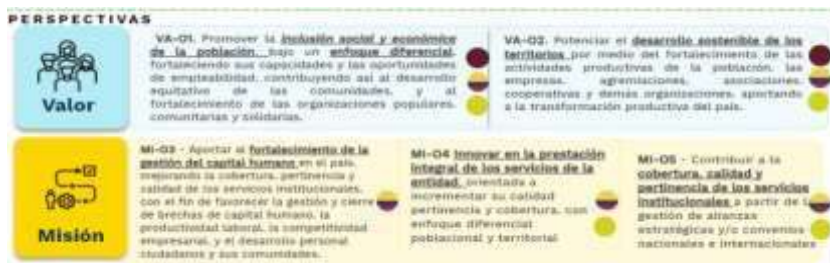 PERSPECTIVAS
Valor
VA-01. Promover la inclusión social y económica
de la población, bajo un enfoque diferencial,
fortaleciendo sus capacidades y las oportunidades
de empleabilidad, contribuyendo así al desarrollo
equitativo de las comunidades, y al
fortalecimiento de las organizaciones populares,
comunitarias y solidarias.
VA-02. Potenciar el desarrollo sostenible de los
territorios por medio del fortalecimiento de las
actividades productivas de la población, las
empresas, agremiaciones, asociaciones,
cooperativas y demás organizaciones, aportando
a la transformación productiva del país.
Misión
MI-03 - Aportar al fortalecimiento de la
gestión del capital humano en el país,
mejorando la cobertura, pertinencia y
calidad de los servicios institucionales,
con el fin de favorecer la gestión y cierre
de brechas de capital humano, la
productividad laboral, la competitividad
empresarial, y el desarrollo personal
ciudadanos y sus comunidades.
MI-04 Innovar en la prestación
integral de los servicios de la
entidad, orientada a
incrementar su calidad
pertinencia y cobertura, con
enfoque diferencial
poblacional y territorial
MI-05 - Contribuir a la
cobertura, calidad y
pertinencia de los servicios
institucionales a partir de la
gestión de alianzas
estratégicas y/o convenios
nacionales e internacionales